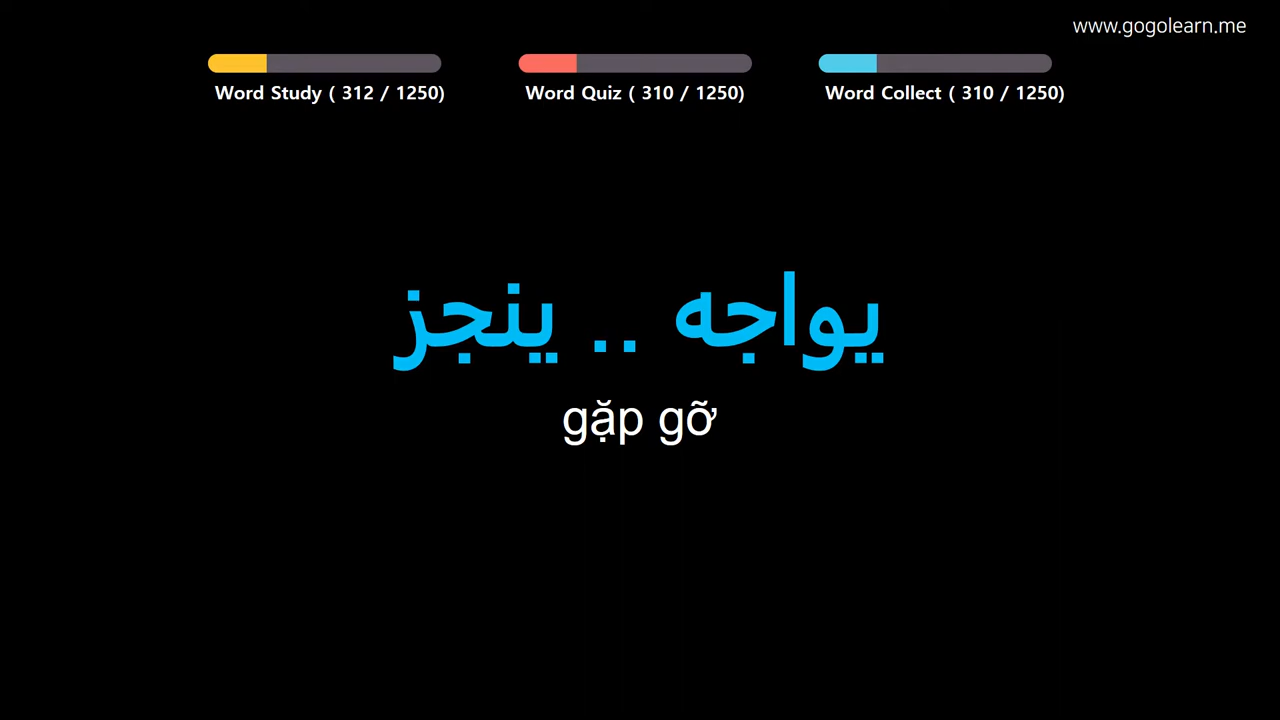 www.gogolearn.me
Word Study ( 312 / 1250)
Word Quiz ( 310 / 1250)
Word Collect ( 310 / 1250)
يواجه .. ينجز
gặp gỡ